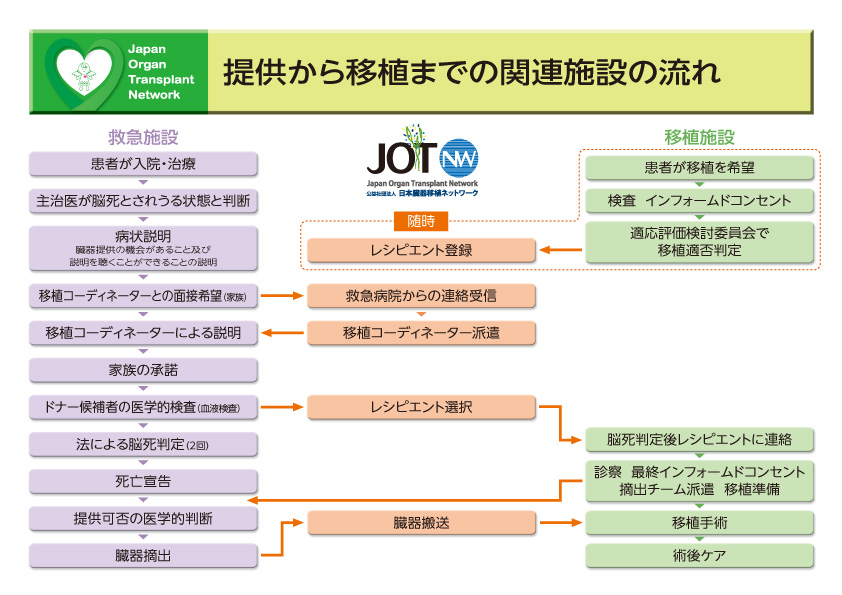 Japan
Organ
Transplant
Network
提供から移植までの関連施設の流れ
救急施設
患者が入院・治療
主治医が脳死とされうる状態と判断
病状説明
臓器提供の機会があること及び
説明を聴くことができることの説明
移植コーディネーターとの面接希望(家族)
移植コーディネーターによる説明
家族の承諾
ドナー候補者の医学的検査(血液検査)
法による脳死判定(2回)
死亡宣告
提供可否の医学的判断
臓器摘出
JOT NW
Japan Organ Transplant Network
公益社団法人 日本臓器移植ネットワーク
随時
レシピエント登録
救急病院からの連絡受信
移植コーディネーター派遣
レシピエント選択
臓器搬送
移植施設
患者が移植を希望
検査 インフォームドコンセント
適応評価検討委員会で
移植適否判定
脳死判定後レシピエントに連絡
診察 最終インフォームドコンセント
摘出チーム派遣 移植準備
移植手術
術後ケア